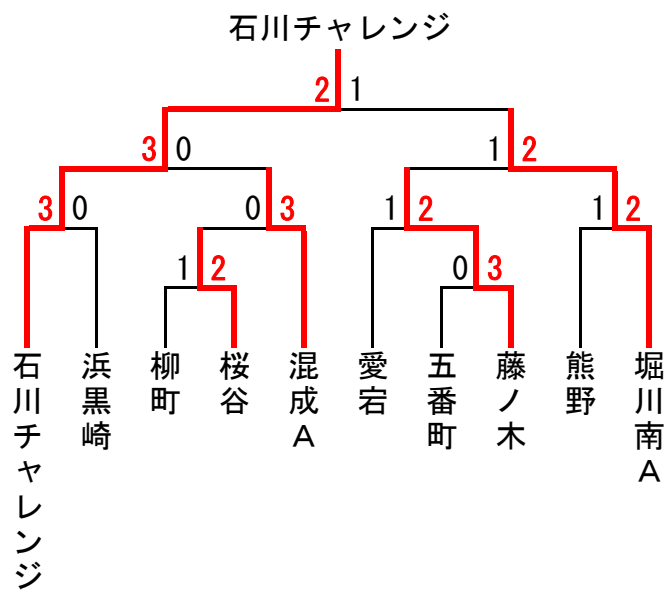 石川チャレンジ
2 1
3 0 1 2
3 0 0 3 1 2 1 2
1 2 0 3
石川チャレンジ
浜黒崎
柳町
桜谷
混成A
愛宕
五番町
藤ノ木
熊野
堀川南A